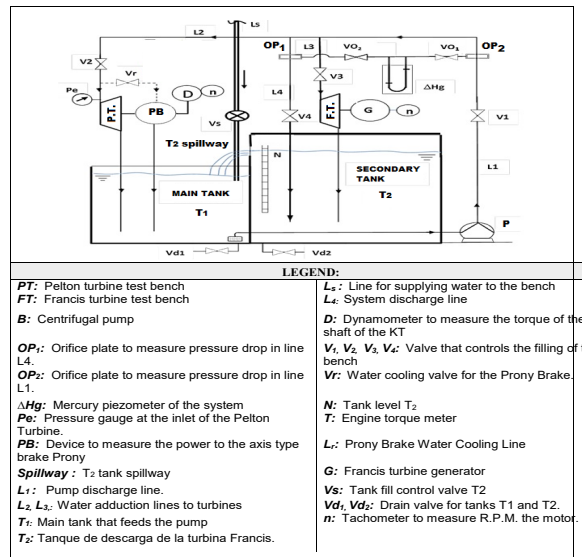 Ls
L2
OP1
L3
VO2
VO1
OP2
V2
Vr
Pe
P.T.
PB
D
n
V3
ΔHg
L4
F.T.
G
n
Vs
V4
V1
T2 spillway
N
SECONDARY
TANK
T2
L1
MAIN TANK
T1
P
Vd1
Vd2
LEGEND:
PT: Pelton turbine test bench
FT: Francis turbine test bench
B: Centrifugal pump
OP1: Orifice plate to measure pressure drop in line
L4.
OP2: Orifice plate to measure pressure drop in line
L1.
ΔHg: Mercury piezometer of the system
Pe: Pressure gauge at the inlet of the Pelton
Turbine.
PB: Device to measure the power to the axis type
brake Prony
Spillway : T2 tank spillway
L1 : Pump discharge line.
L2, L3,: Water adduction lines to turbines
T1: Main tank that feeds the pump
T2: Tanque de descarga de la turbina Francis.
Ls : Line for supplying water to the bench
L4: System discharge line
D: Dynamometer to measure the torque of the
shaft of the KT
V1, V2, V3, V4: Valve that controls the filling of t
bench
Vr: Water cooling valve for the Prony Brake.
N: Tank level T2
T: Engine torque meter
Lr: Prony Brake Water Cooling Line
G: Francis turbine generator
Vs: Tank fill control valve T2
Vd1, Vd2: Drain valve for tanks T1 and T2.
n: Tachometer to measure R.P.M. the motor.